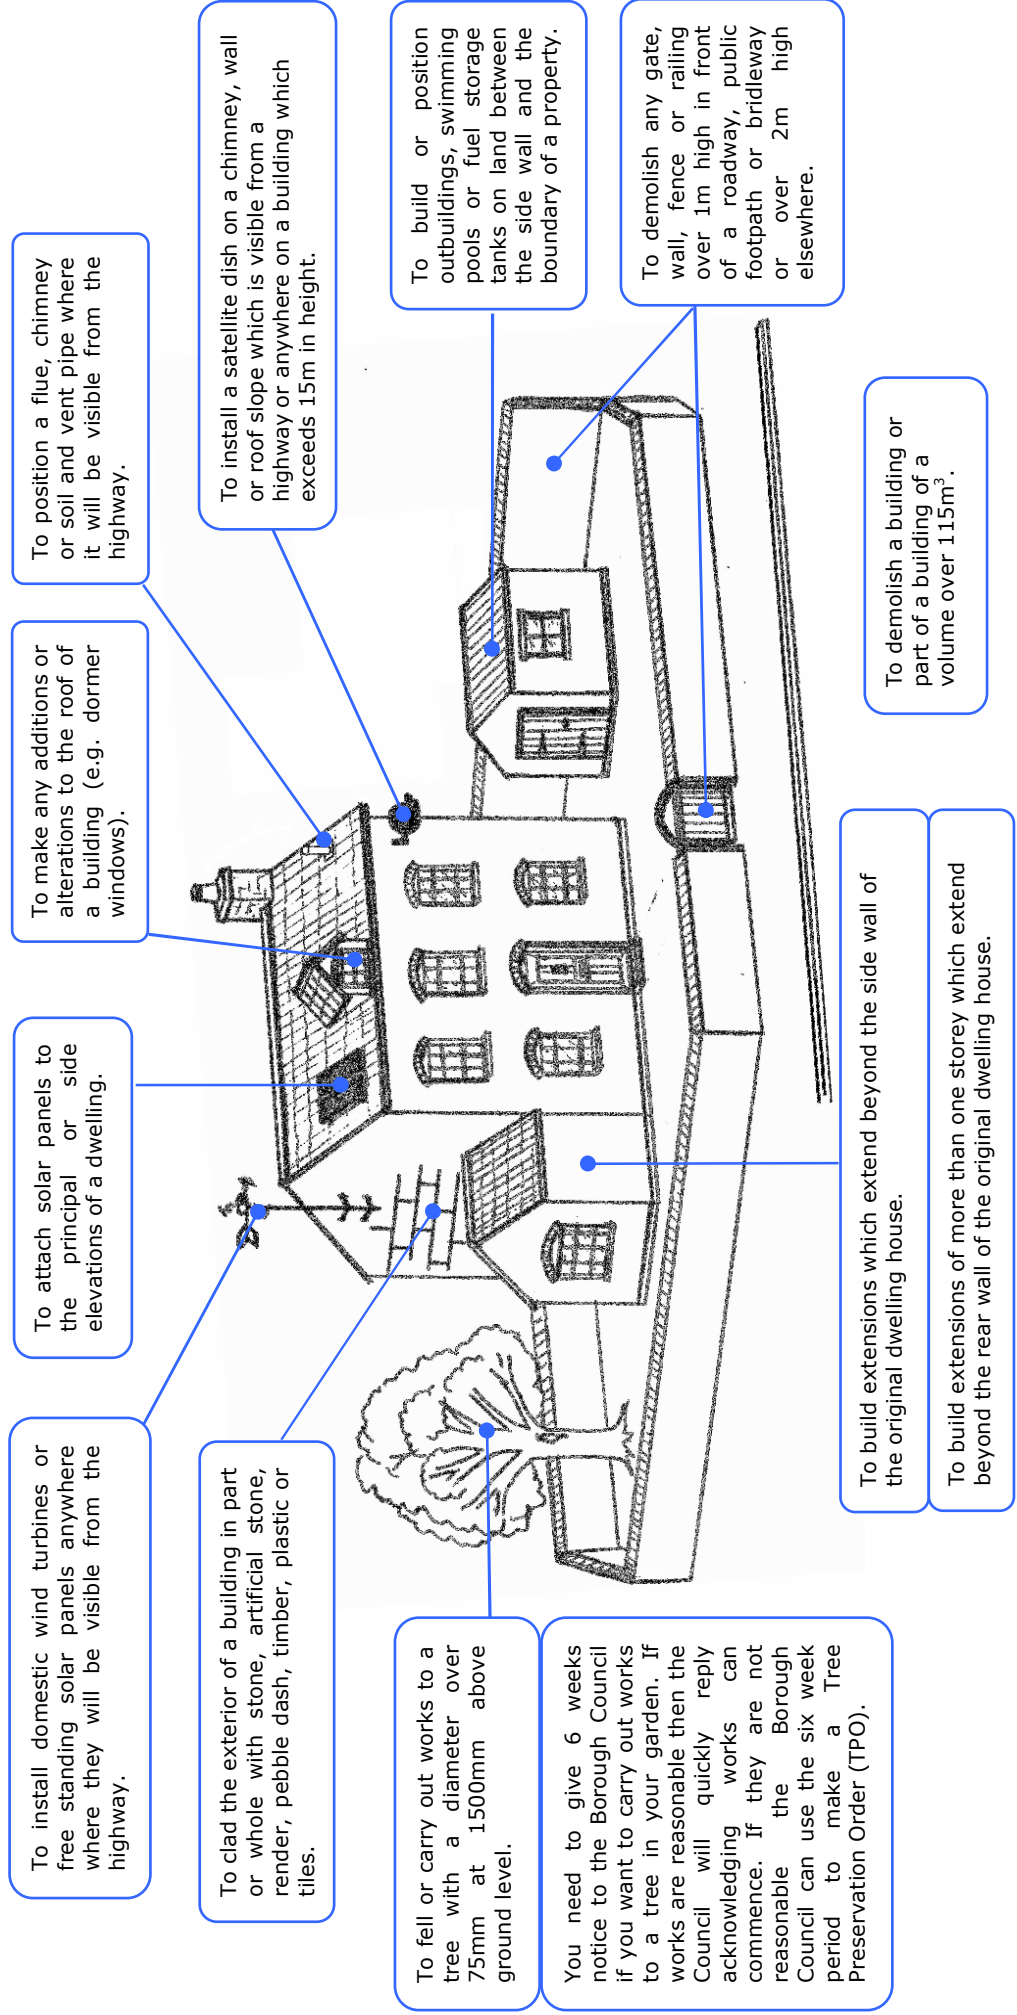 To install domestic wind turbines or
free standing solar panels anywhere
where they will be visible from the
highway.
To attach solar panels to
the principal or side
elevations of a dwelling.
To make any additions or
alterations to the roof of
a building (e.g. dormer
windows).
To position a flue, chimney
or soil and vent pipe where
it will be visible from the
highway.
To clad the exterior of a building in part
or whole with stone, artificial stone,
render, pebble dash, timber, plastic or
tiles.
To install a satellite dish on a chimney, wall
or roof slope which is visible from a
highway or anywhere on a building which
exceeds 15m in height.
To fell or carry out works to a
tree with a diameter over
75mm at 1500mm above
ground level.
You need to give 6 weeks
notice to the Borough Council
if you want to carry out works
to a tree in your garden. If
works are reasonable then the
Council will quickly reply
acknowledging works can
commence. If they are not
reasonable the Borough
Council can use the six week
period to make a Tree
Preservation Order (TPO).
To build or position
outbuildings, swimming
pools or fuel storage
tanks on land between
the side wall and the
boundary of a property.
To demolish any gate,
wall, fence or railing
over 1m high in front
of a roadway, public
footpath or bridleway
or over 2m high
elsewhere.
To build extensions which extend beyond the side wall of
the original dwelling house.
To build extensions of more than one storey which extend
beyond the rear wall of the original dwelling house.
To demolish a building or
part of a building of a
volume over 115m³.